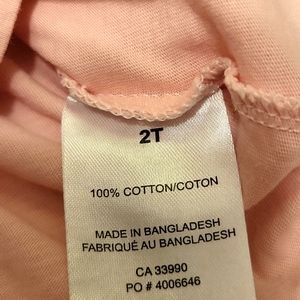 2T
100% COTTON/COTON
MADE IN BANGLADESH
FABRIQUÉ AU BANGLADESH
CA 33990
PO # 4006646